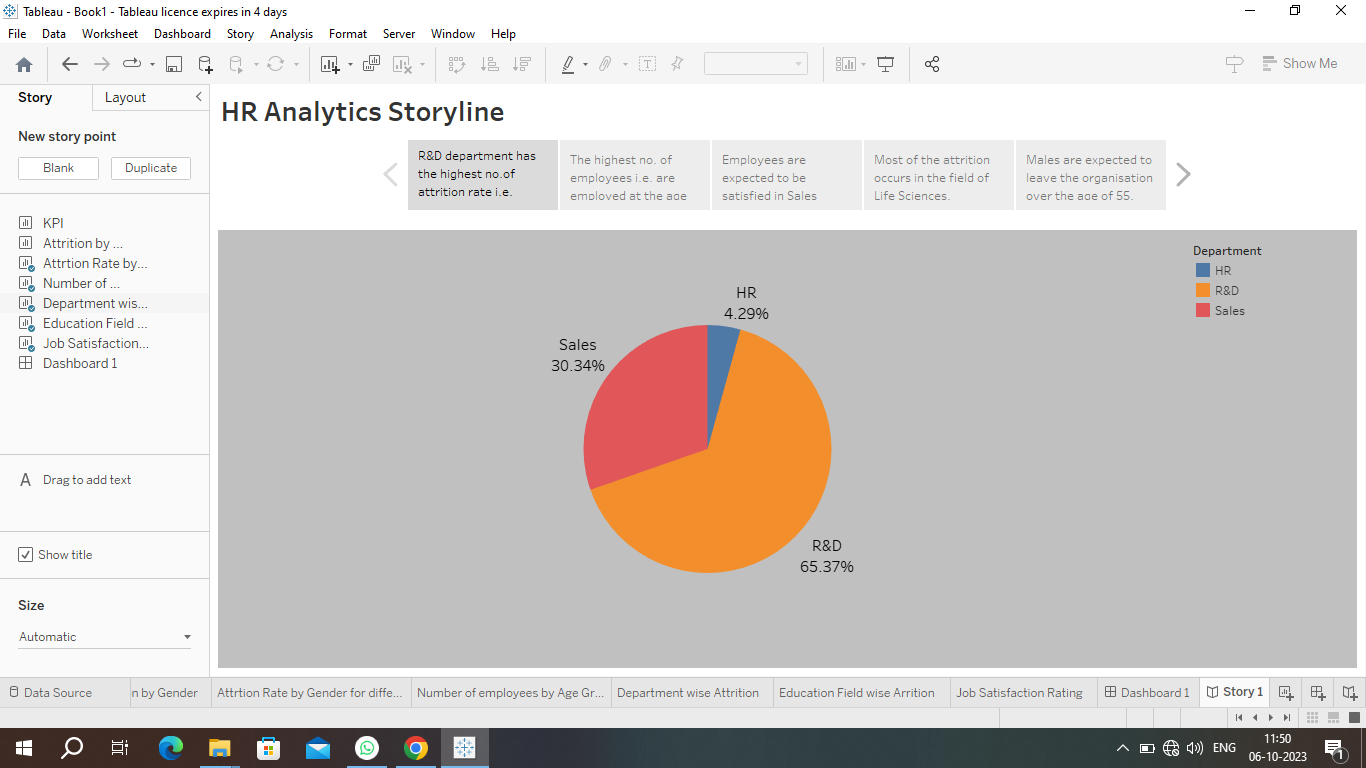 Tableau - Book1 - Tableau licence expires in 4 days
File Data Worksheet Dashboard Story Analysis Format Server Window Help
Show Me
Story Layout
New story point
Blank Duplicate
KPI
Attrition by ...
Attrtion Rate by...
Number of ...
Department wis...
Education Field ...
Job Satisfaction...
Dashboard 1
A Drag to add text
Show title
Size
Automatic
HR Analytics Storyline
R&D department has
the highest no.of
attrition rate i.e.
The highest no. of
employees i.e. are
employed at the age
Employees are
expected to be
satisfied in Sales
Most of the attrition
occurs in the field of
Life Sciences.
Males are expected to
leave the organisation
over the age of 55.
Department
HR
R&D
Sales
HR
4.29%
Sales
30.34%
R&D
65.37%
Data Source n by Gender Attrtion Rate by Gender for diffe... Number of employees by Age Gr... Department wise Attrition Education Field wise Arrition Job Satisfaction Rating Dashboard 1 Story 1
ENG
11:50
06-10-2023
1